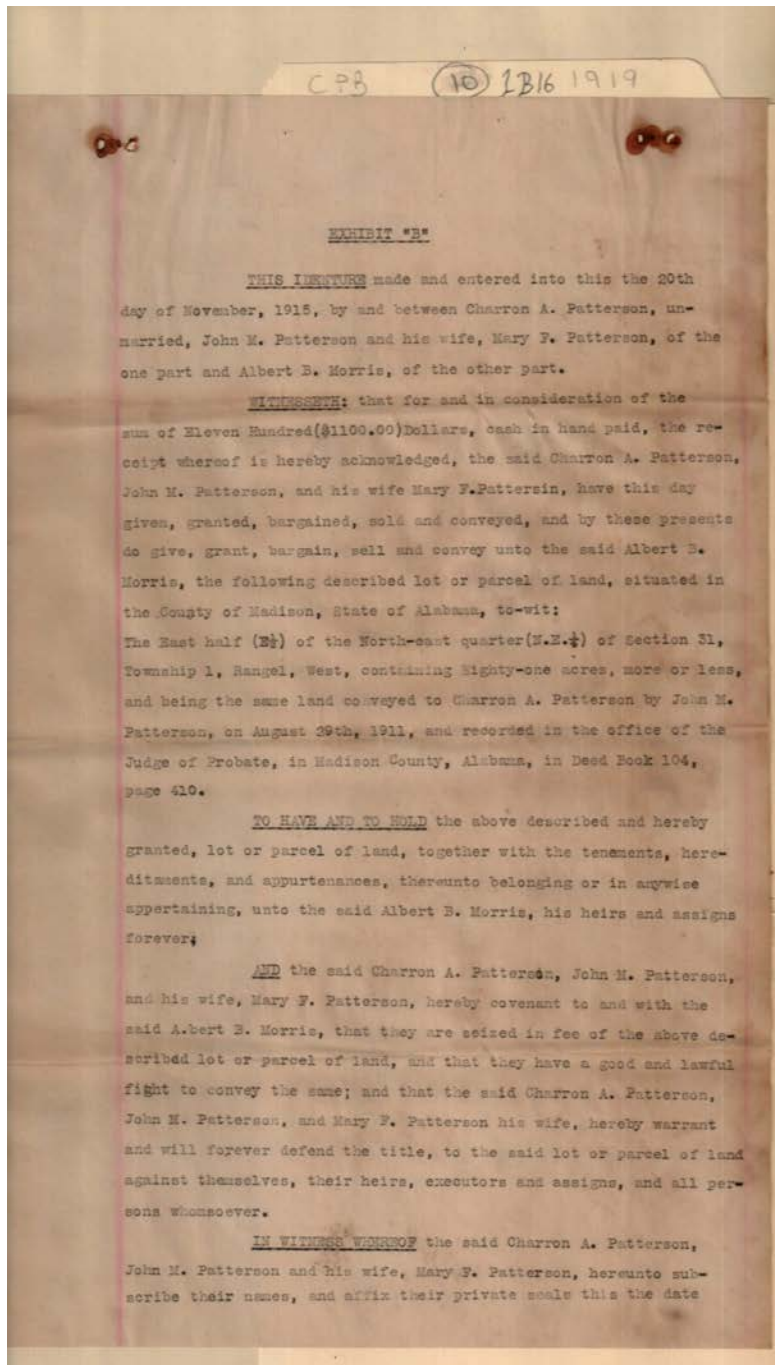 CPB (10) 2B16 1919
EXHIBIT "B"
THIS IDENTURE made and entered into this the 20th
day of November, 1915, by and between Charron A. Patterson, un-
married, John M. Patterson and his wife, Mary F. Patterson, of the
one part and Albert B. Morris, of the other part.
WITNESSETH: that for and in consideration of the
sum of Eleven Hundred($1100.00)Dollars, cash in hand paid, the re-
ceipt whereof is hereby acknowledged, the said Charron A. Patterson,
John M. Patterson, and his wife Mary F.Pattersin, have this day
given, granted, bargained, sold and conveyed, and by these presents
do give, grant, bargain, sell and convey unto the said Albert B.
Morris, the following described lot or parcel of land, situated in
the County of Madison, State of Alabama, to-wit:
The East half (E½) of the North-east quarter(N.E.¼) of Section 31,
Township 1, Range1, West, containing Eighty-one acres, more or less,
and being the same land conveyed to Charron A. Patterson by John M.
Patterson, on August 29th, 1911, and recorded in the office of the
Judge of Probate, in Madison County, Alabama, in Deed Book 104,
page 410.
TO HAVE AND TO HOLD the above described and hereby
granted, lot or parcel of land, together with the tenements, here-
ditaments, and appurtenances, thereunto belonging or in anywise
appertaining, unto the said Albert B. Morris, his heirs and assigns
forever;
AND the said Charron A. Patterson, John M. Patterson,
and his wife, Mary F. Patterson, hereby covenant to and with the
said A.bert B. Morris, that they are seized in fee of the above de-
scribed lot or parcel of land, and that they have a good and lawful
fight to convey the same; and that the said Charron A. Patterson,
John M. Patterson, and Mary F. Patterson his wife, hereby warrant
and will forever defend the title, to the said lot or parcel of land
against themselves, their heirs, executors and assigns, and all per-
sons whomsoever.
IN WITNESS WHEREOF the said Charron A. Patterson,
John M. Patterson and his wife, Mary F. Patterson, hereunto sub-
scribe their names, and affix their private seals this the date